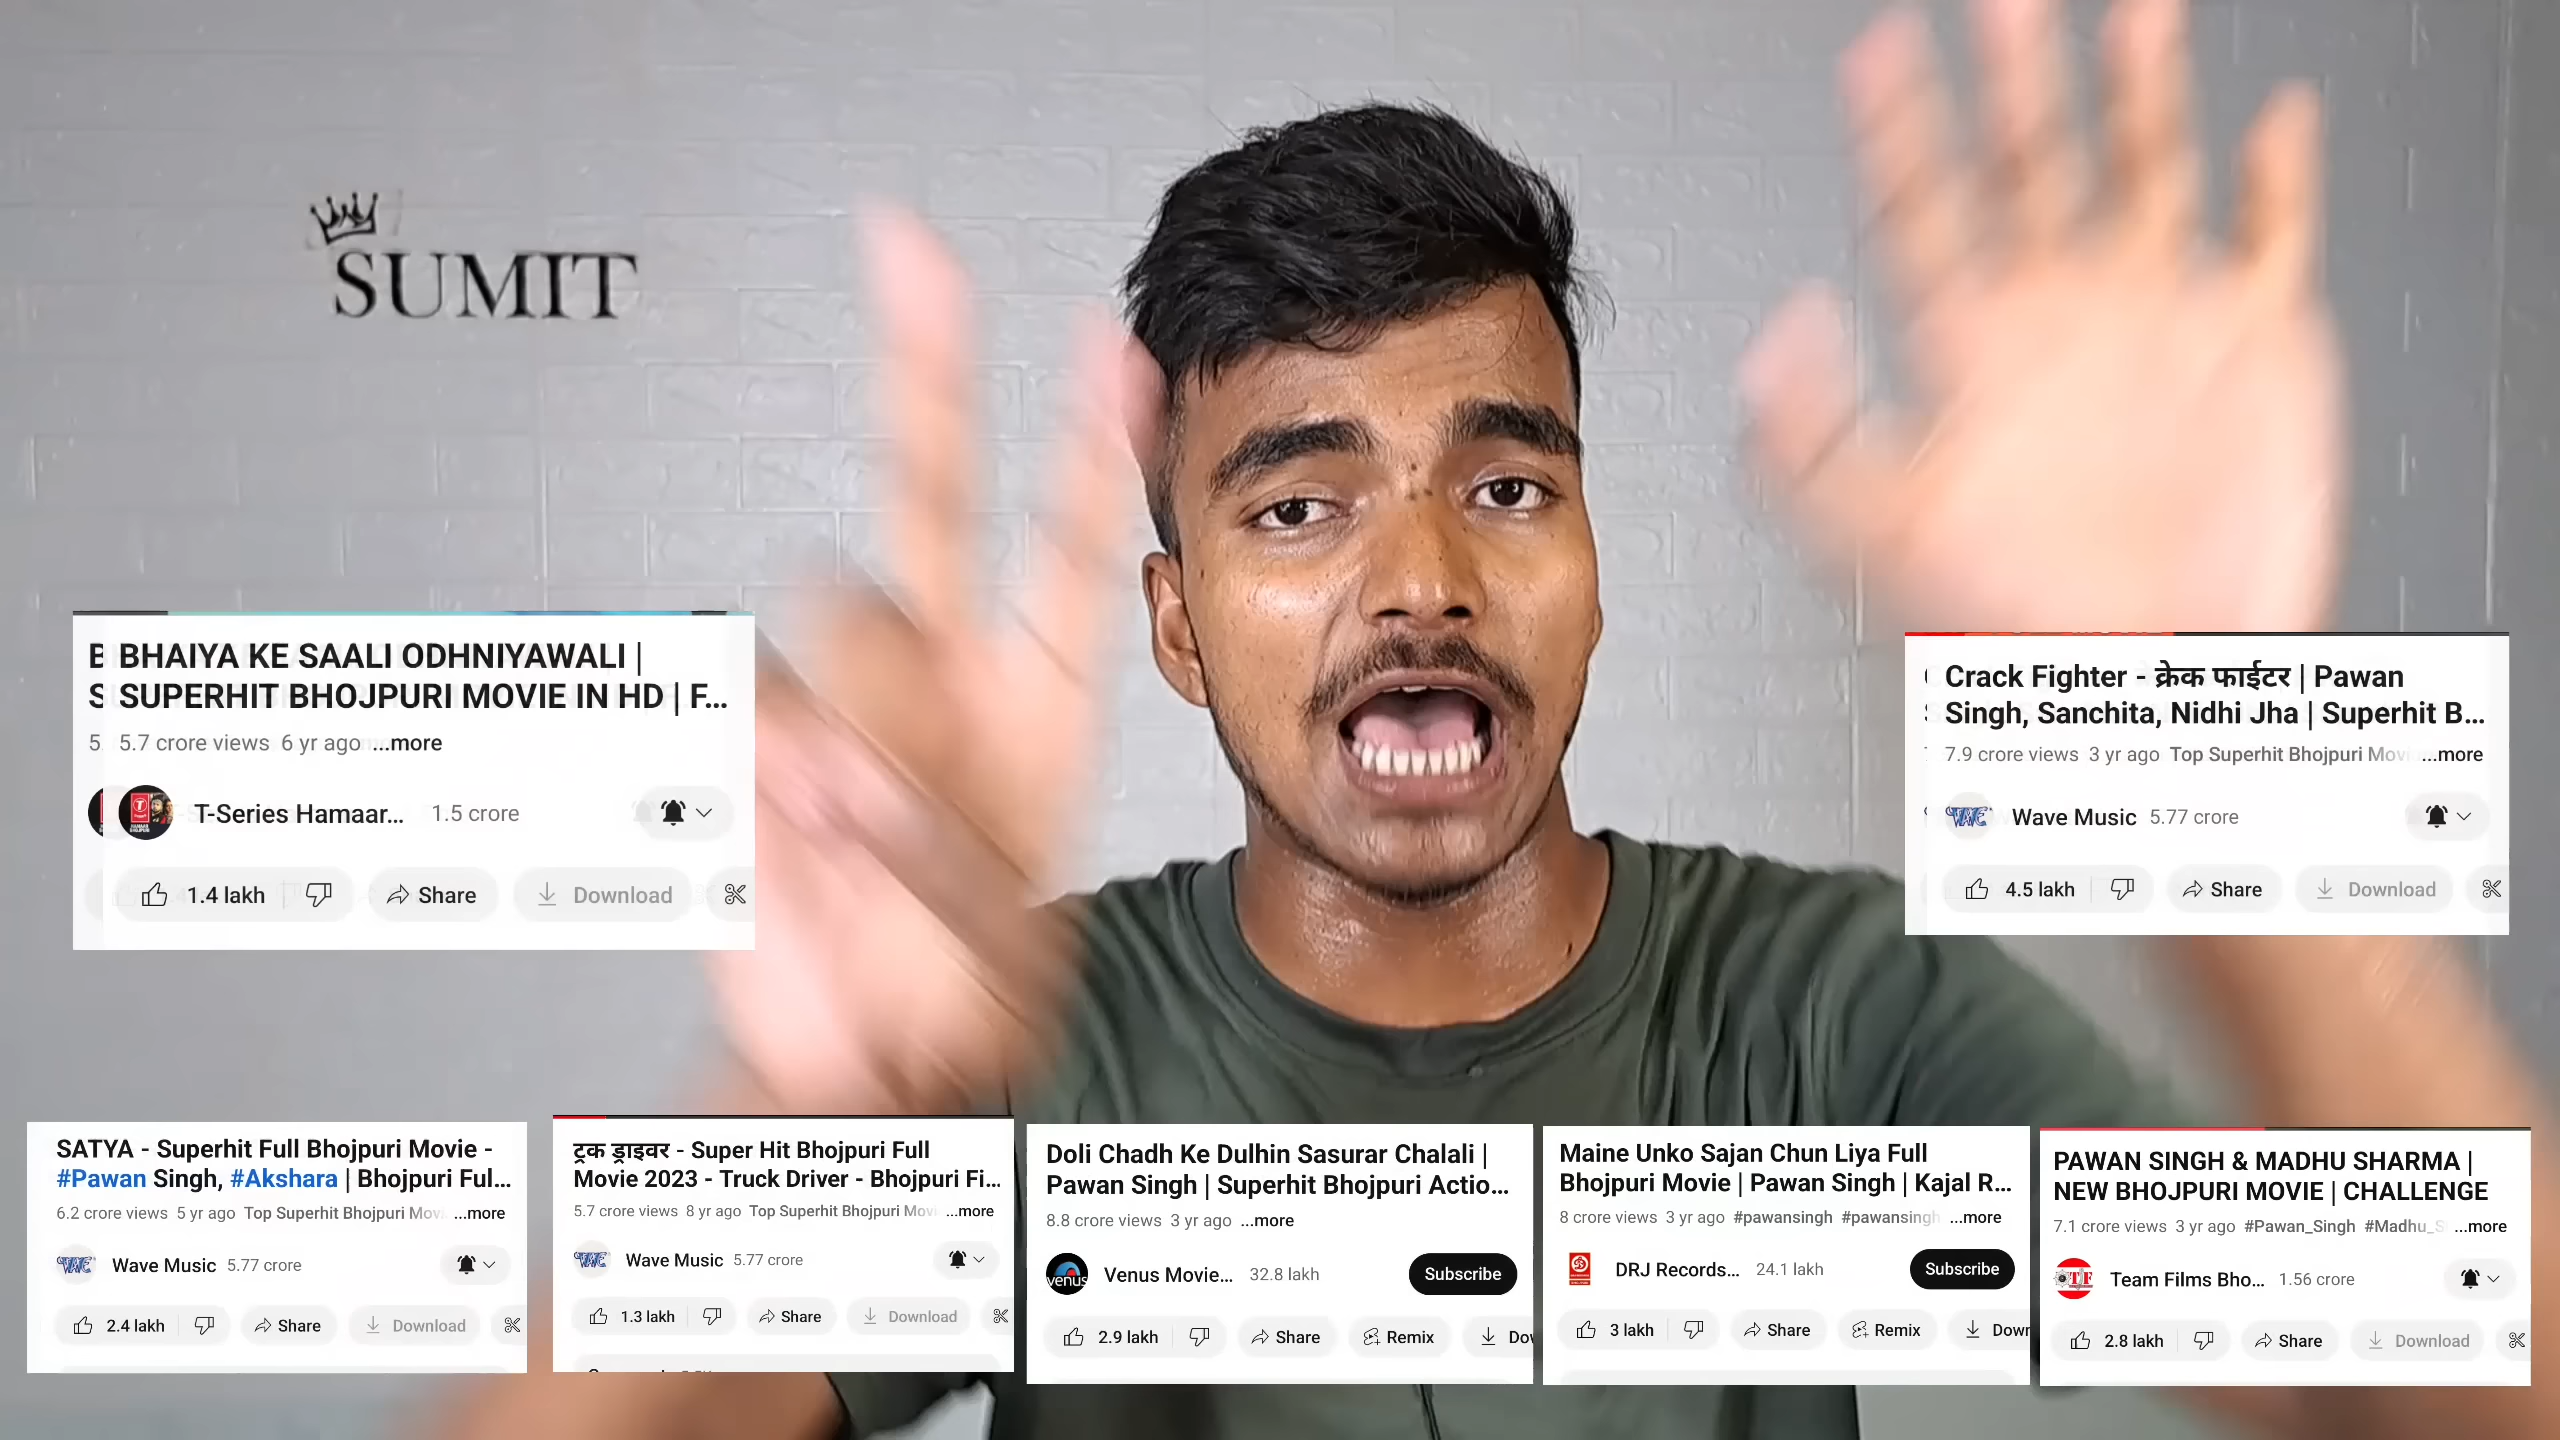 SUMIT
BHAIYA KE SAALI ODHNIYAWALI |
SUPERHIT BHOJPURI MOVIE IN HD | F...
5.7 crore views 6 yr ago ...more
T-Series Hamaar... 1.5 crore
1.4 lakh Share Download
Crack Fighter - क्रेक फाईटर | Pawan
Singh, Sanchita, Nidhi Jha | Superhit B...
7.9 crore views 3 yr ago Top Superhit Bhojpuri Movi ...more
Wave Music 5.77 crore
4.5 lakh Share Download
SATYA - Superhit Full Bhojpuri Movie -
#Pawan Singh, #Akshara | Bhojpuri Ful...
6.2 crore views 5 yr ago Top Superhit Bhojpuri Mov ...more
Wave Music 5.77 crore
2.4 lakh Share Download
ट्रक ड्राइवर - Super Hit Bhojpuri Full
Movie 2023 - Truck Driver - Bhojpuri Fi...
5.7 crore views 8 yr ago Top Superhit Bhojpuri Movi ...more
Wave Music 5.77 crore
1.3 lakh Share Download
Doli Chadh Ke Dulhin Sasurar Chalali |
Pawan Singh | Superhit Bhojpuri Actio...
8.8 crore views 3 yr ago ...more
venus Venus Movie... 32.8 lakh Subscribe
2.9 lakh Share Remix Dow
Maine Unko Sajan Chun Liya Full
Bhojpuri Movie | Pawan Singh | Kajal R...
8 crore views 3 yr ago #pawansingh #pawansingh ...more
DRJ Records... 24.1 lakh Subscribe
3 lakh Share Remix Down
PAWAN SINGH & MADHU SHARMA |
NEW BHOJPURI MOVIE | CHALLENGE
7.1 crore views 3 yr ago #Pawan_Singh #Madhu_S ...more
Team Films Bho... 1.56 crore
2.8 lakh Share Download